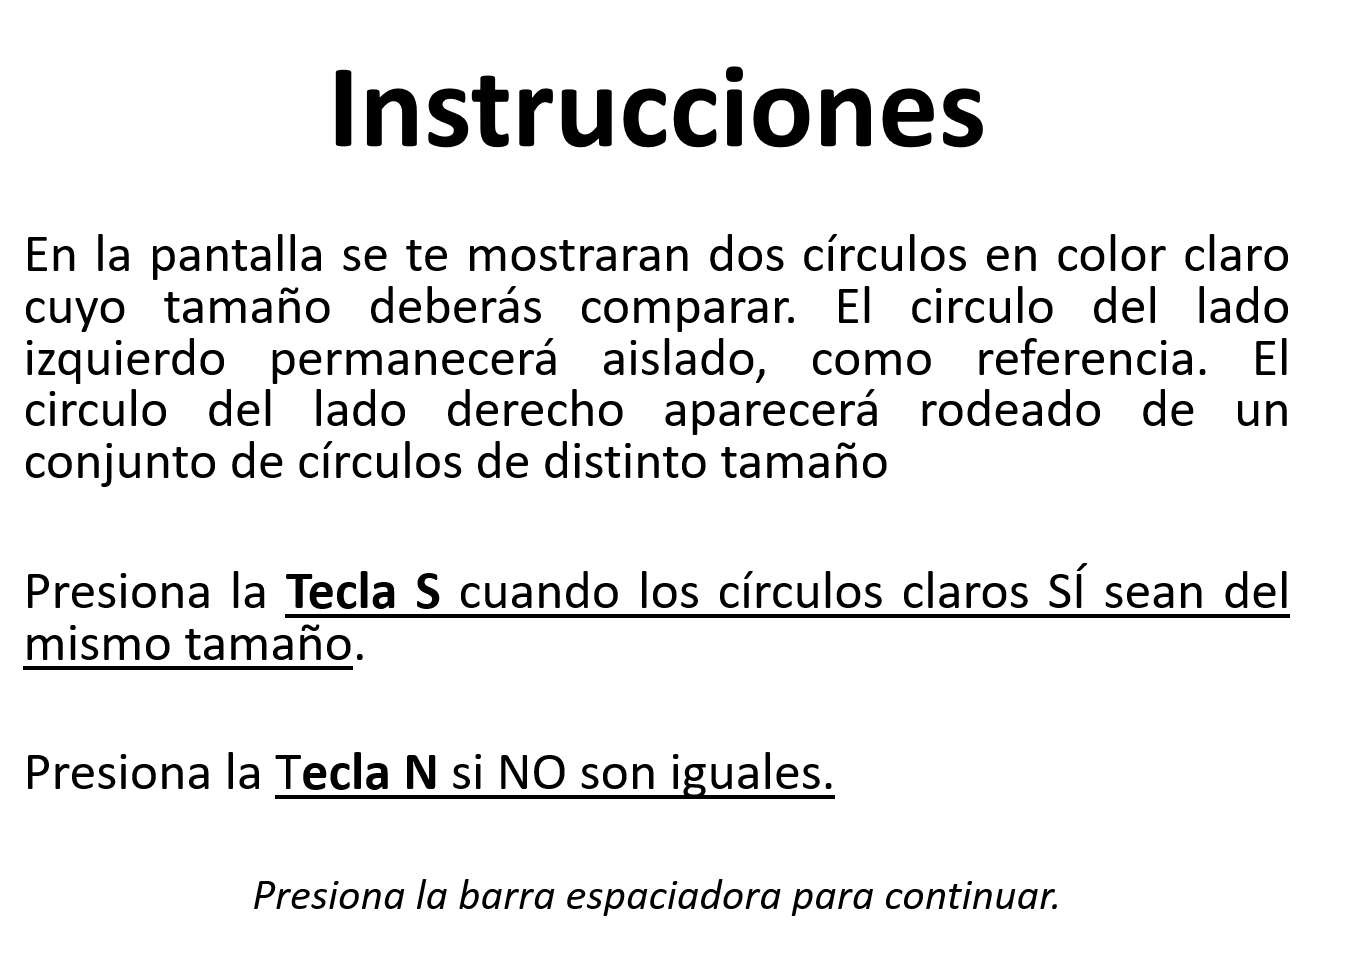 Instrucciones
En la pantalla se te mostraran dos círculos en color claro
cuyo tamaño deberás comparar. El circulo del lado
izquierdo permanecerá aislado, como referencia. El
circulo del lado derecho aparecerá rodeado de un
conjunto de círculos de distinto tamaño
Presiona la Tecla S cuando los círculos claros SÍ sean del
mismo tamaño.
Presiona la Tecla N si NO son iguales.
Presiona la barra espaciadora para continuar.